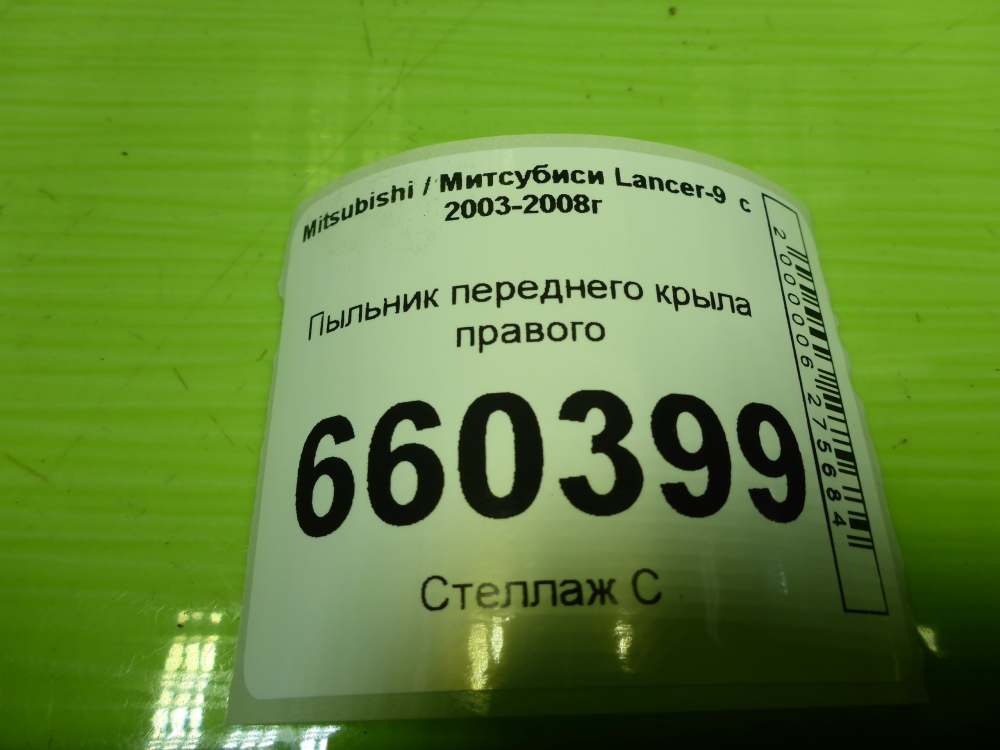 Mitsubishi / Митсубиси Lancer-9 с
2003-2008г
Пыльник переднего крыла
правого
660399
Стеллаж С
2000006275684